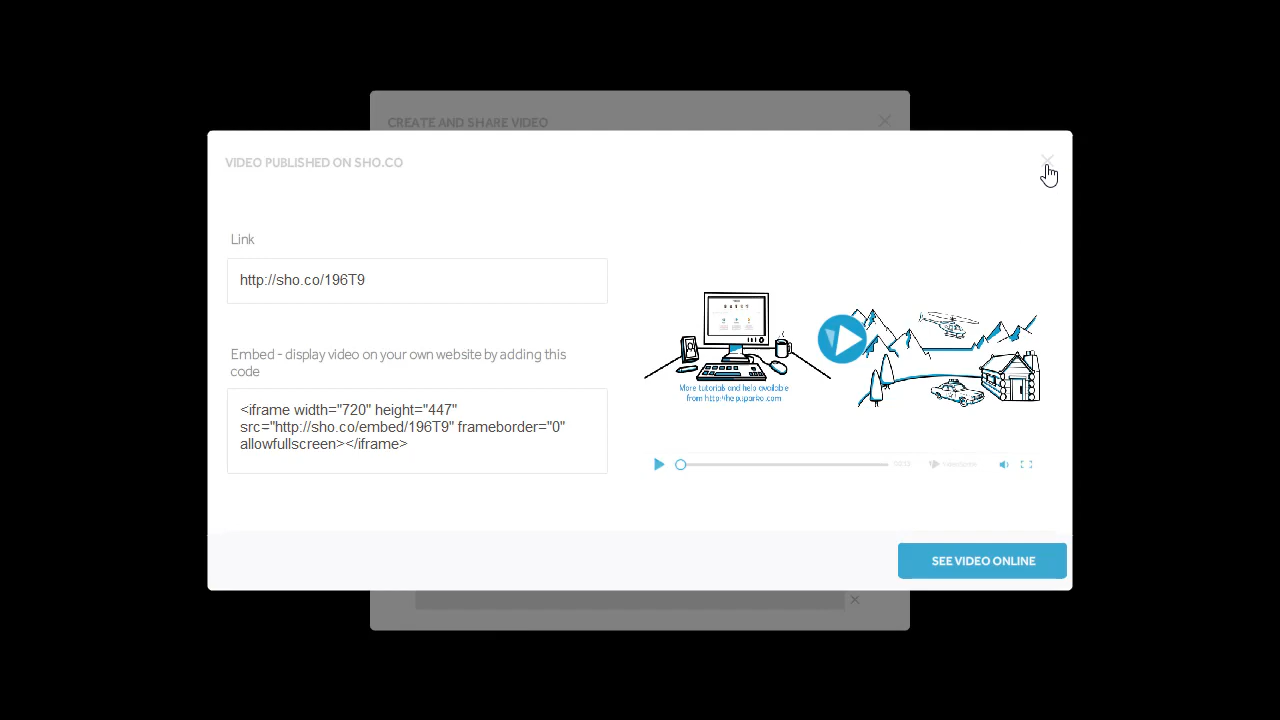 CREATE AND SHARE VIDEO
VIDEO PUBLISHED ON SHO.CO
Link
http://sho.co/196T9
Embed - display video on your own website by adding this
code
<iframe width="720" height="447"
src="http://sho.co/embed/196T9" frameborder="0"
allowfullscreen></iframe>
More tutorials and help available
SEE VIDEO ONLINE